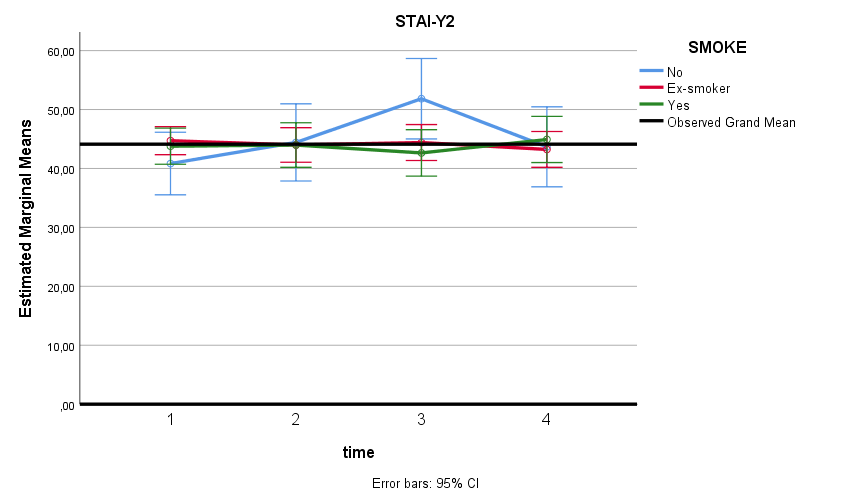 STAI-Y2
SMOKE
No
Ex-smoker
Yes
Observed Grand Mean
Estimated Marginal Means
60,00
50,00
40,00
30,00
20,00
10,00
,00
1 2 3 4
time
Error bars: 95% CI